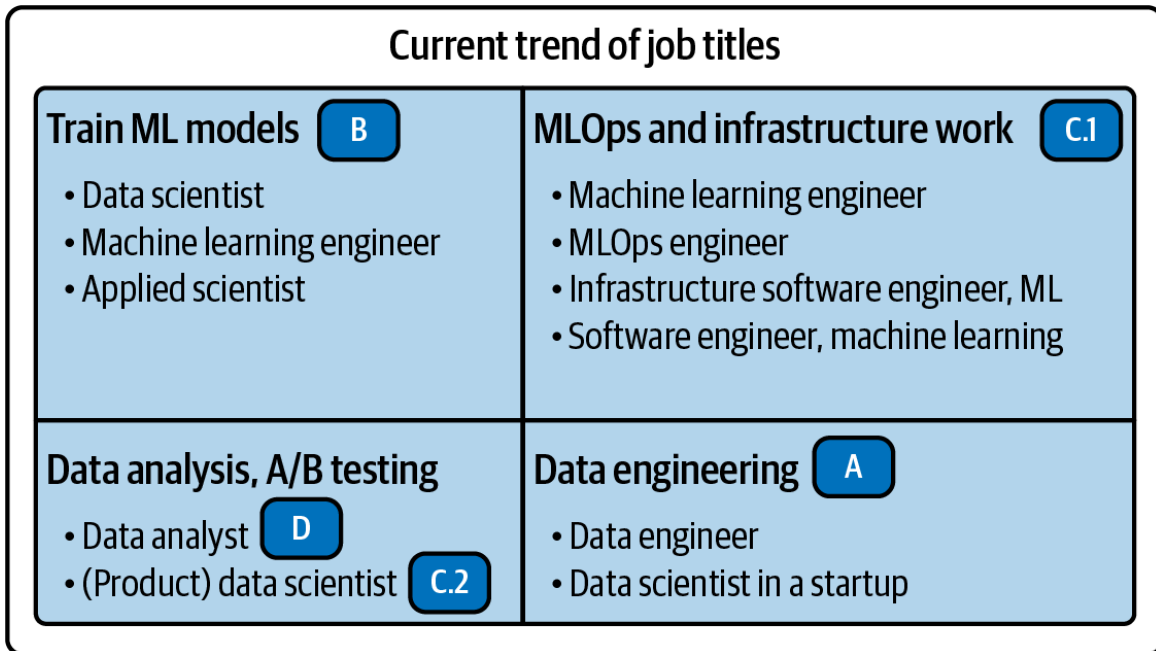 Current trend of job titles
Train ML models B
• Data scientist
• Machine learning engineer
• Applied scientist
MLOps and infrastructure work C.1
• Machine learning engineer
• MLOps engineer
• Infrastructure software engineer, ML
• Software engineer, machine learning
Data analysis, A/B testing
• Data analyst D
• (Product) data scientist C.2
Data engineering A
• Data engineer
• Data scientist in a startup